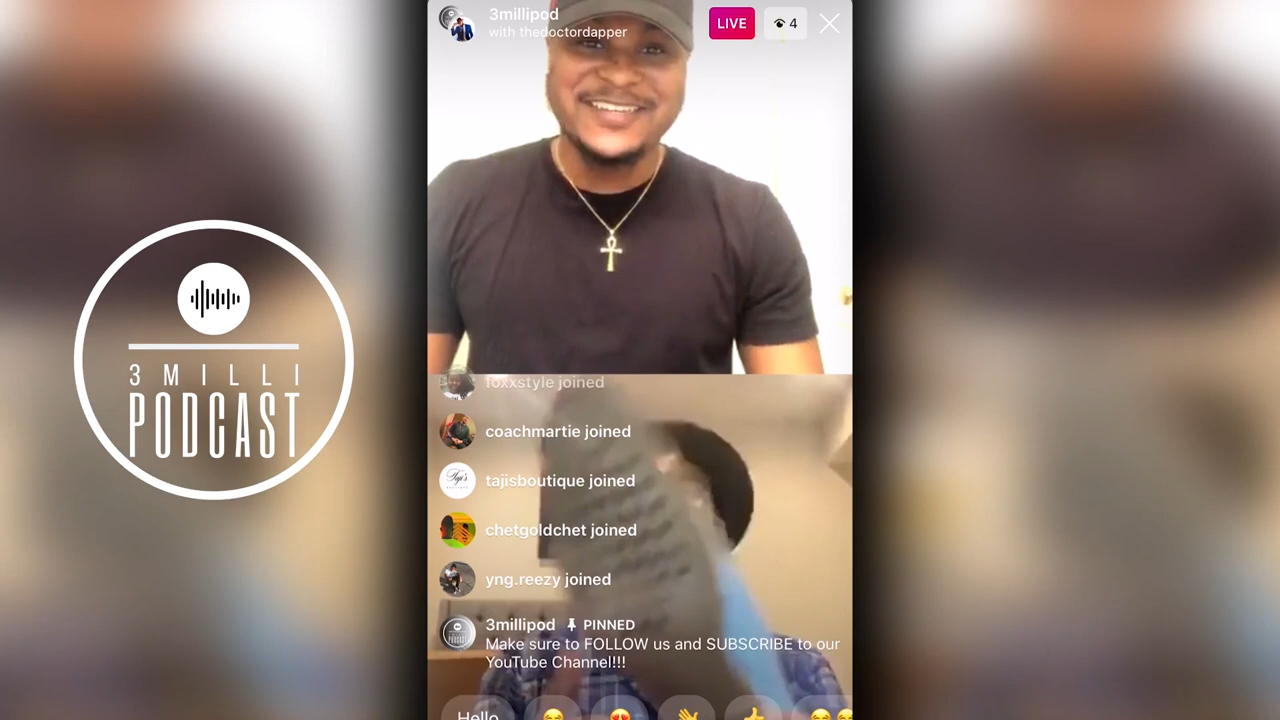 3millipod
with thedoctordapper
LIVE
4
3 MILLI
PODCAST
foxxstyle joined
coachmartie joined
tajisboutique joined
chetgoldchet joined
yng.reezy joined
3millipod PINNED
Make sure to FOLLOW us and SUBSCRIBE to our
YouTube Channel!!!
Hello